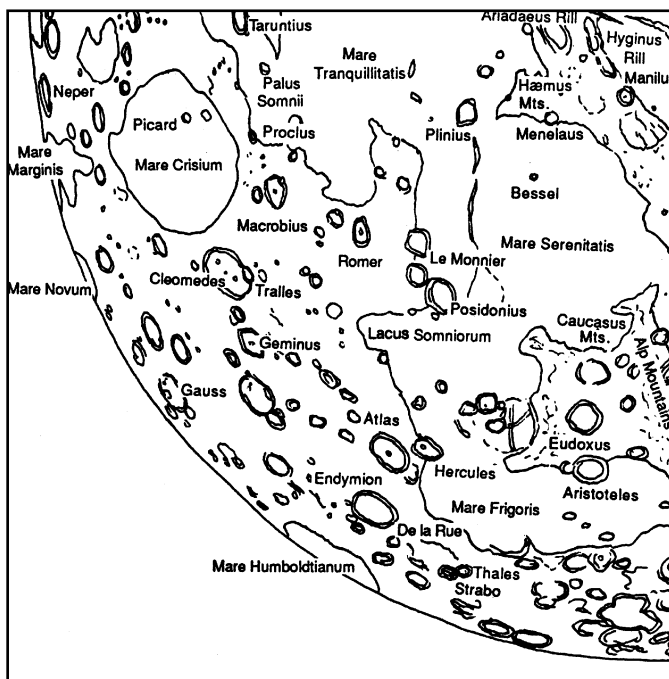 Ariadaeus Rill
Taruntius
Hyginus
Rill
Mare
Tranquillitatis
Palus
Somnii
Manilu
Neper
Hæmus
Mts.
Picard
Proclus
Plinius
Menelaus
Mare
Marginis
Mare Crisium
Bessel
Macrobius
Mare Serenitatis
Romer
Le Monnier
Cleomedes
Tralles
Mare Novum
Posidonius
Caucasus
Mts.
Lacus Somniorum
Geminus
Alp Mountains
Gauss
Atlas
Eudoxus
Hercules
Endymion
Aristoteles
Mare Frigoris
De la Rue
Mare Humboldtianum
Thales
Strabo